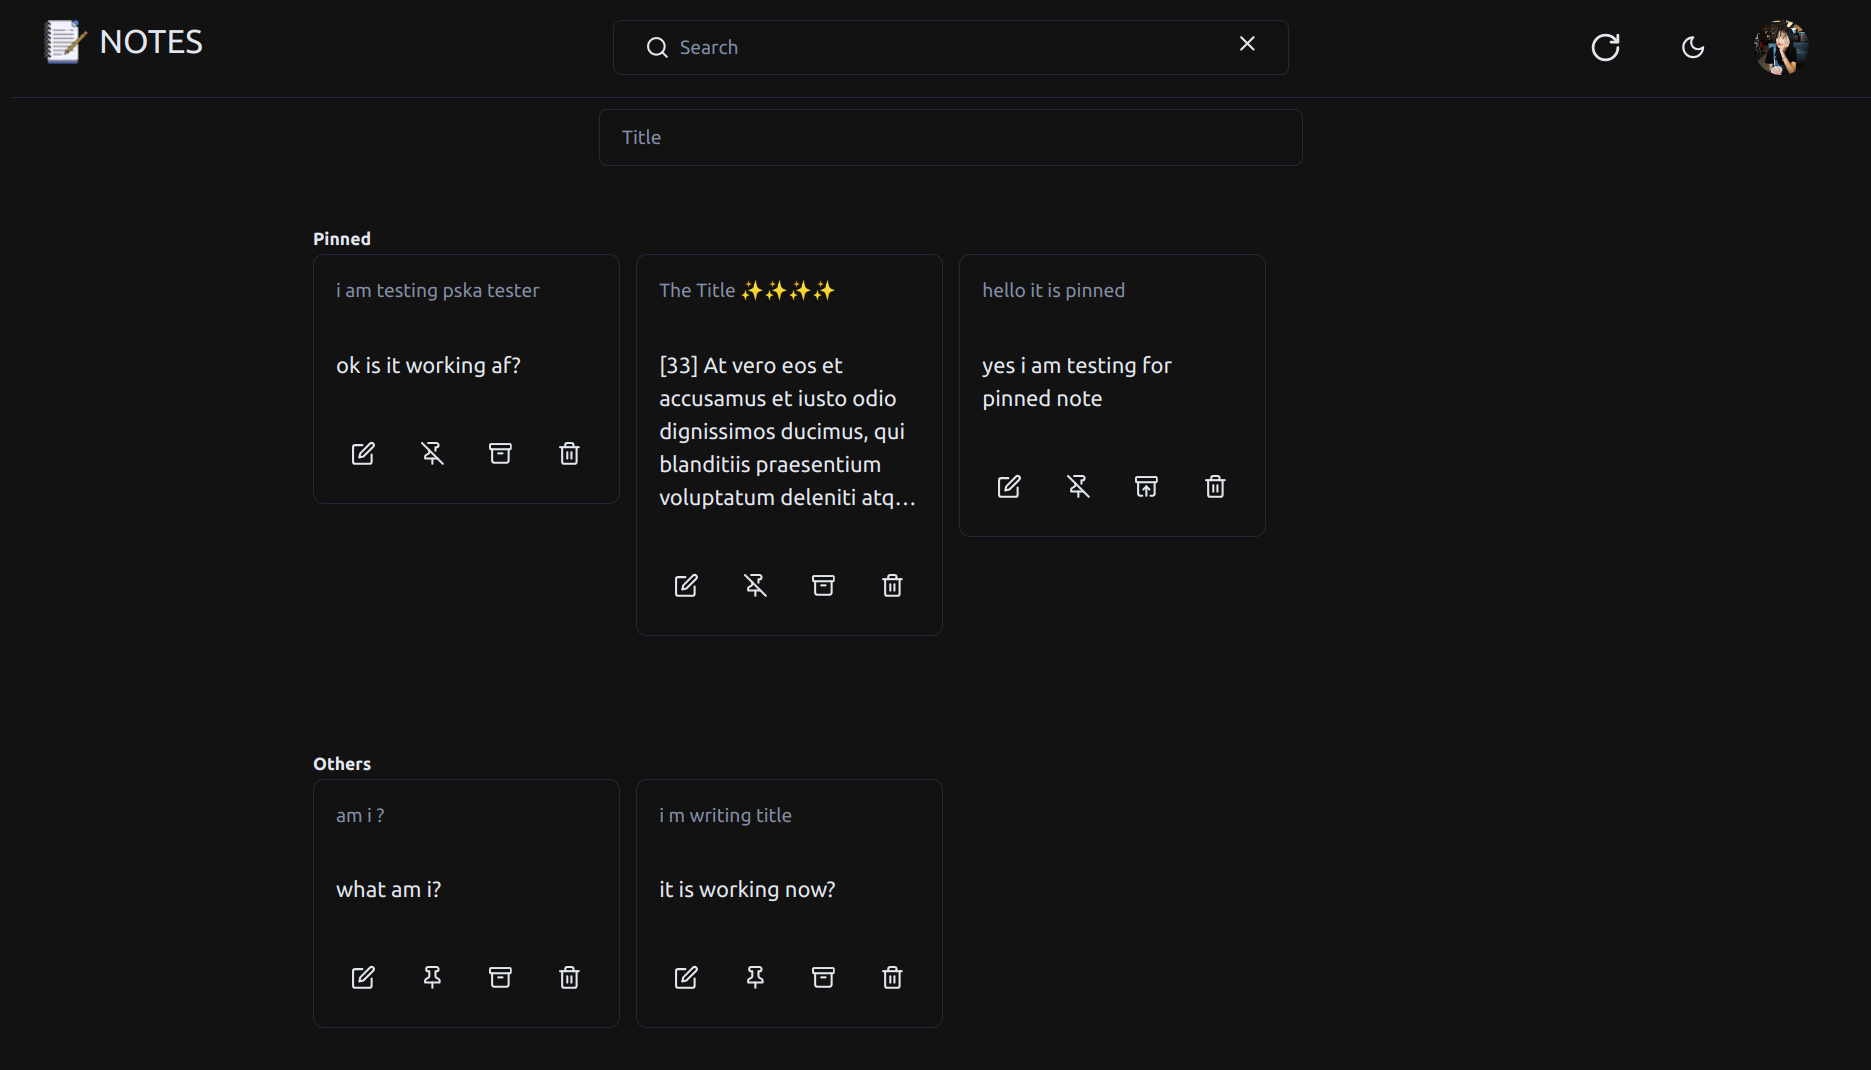 NOTES
Search
Title
Pinned
i am testing pska tester
ok is it working af?
The Title ✨✨✨✨
[33] At vero eos et
accusamus et iusto odio
dignissimos ducimus, qui
blanditiis praesentium
voluptatum deleniti atq...
hello it is pinned
yes i am testing for
pinned note
Others
am i ?
what am i?
i m writing title
it is working now?